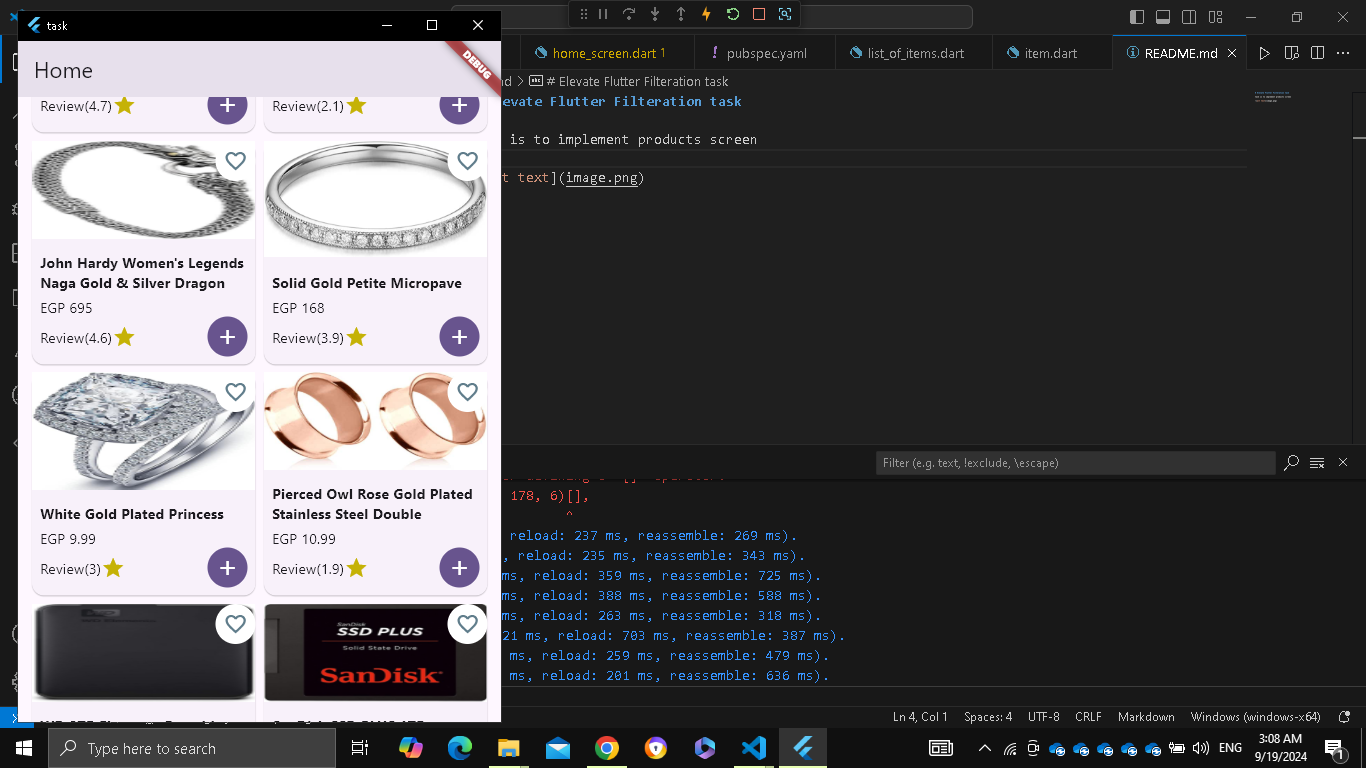 task
Home
DEBUG
Review(4.7)
Review(2.1)
John Hardy Women's Legends
Naga Gold & Silver Dragon
EGP 695
Review(4.6)
Solid Gold Petite Micropave
EGP 168
Review(3.9)
White Gold Plated Princess
EGP 9.99
Review(3)
Pierced Owl Rose Gold Plated
Stainless Steel Double
EGP 10.99
Review(1.9)
SanDisk
SSD PLUS
Solid State Drive
SanDisk
home_screen.dart 1
pubspec.yaml
list_of_items.dart
item.dart
README.md
# Elevate Flutter Filteration task
levate Flutter Filteration task
is to implement products screen
t text](image.png)
Filter (e.g. text, !exclude, \escape)
178, 6)[],
^
reload: 237 ms, reassemble: 269 ms).
, reload: 235 ms, reassemble: 343 ms).
ms, reload: 359 ms, reassemble: 725 ms).
ms, reload: 388 ms, reassemble: 588 ms).
ms, reload: 263 ms, reassemble: 318 ms).
21 ms, reload: 703 ms, reassemble: 387 ms).
ms, reload: 259 ms, reassemble: 479 ms).
ms, reload: 201 ms, reassemble: 636 ms).
Ln 4, Col 1
Spaces: 4
UTF-8
CRLF
Markdown
Windows (windows-x64)
Type here to search
ENG
3:08 AM
9/19/2024
1